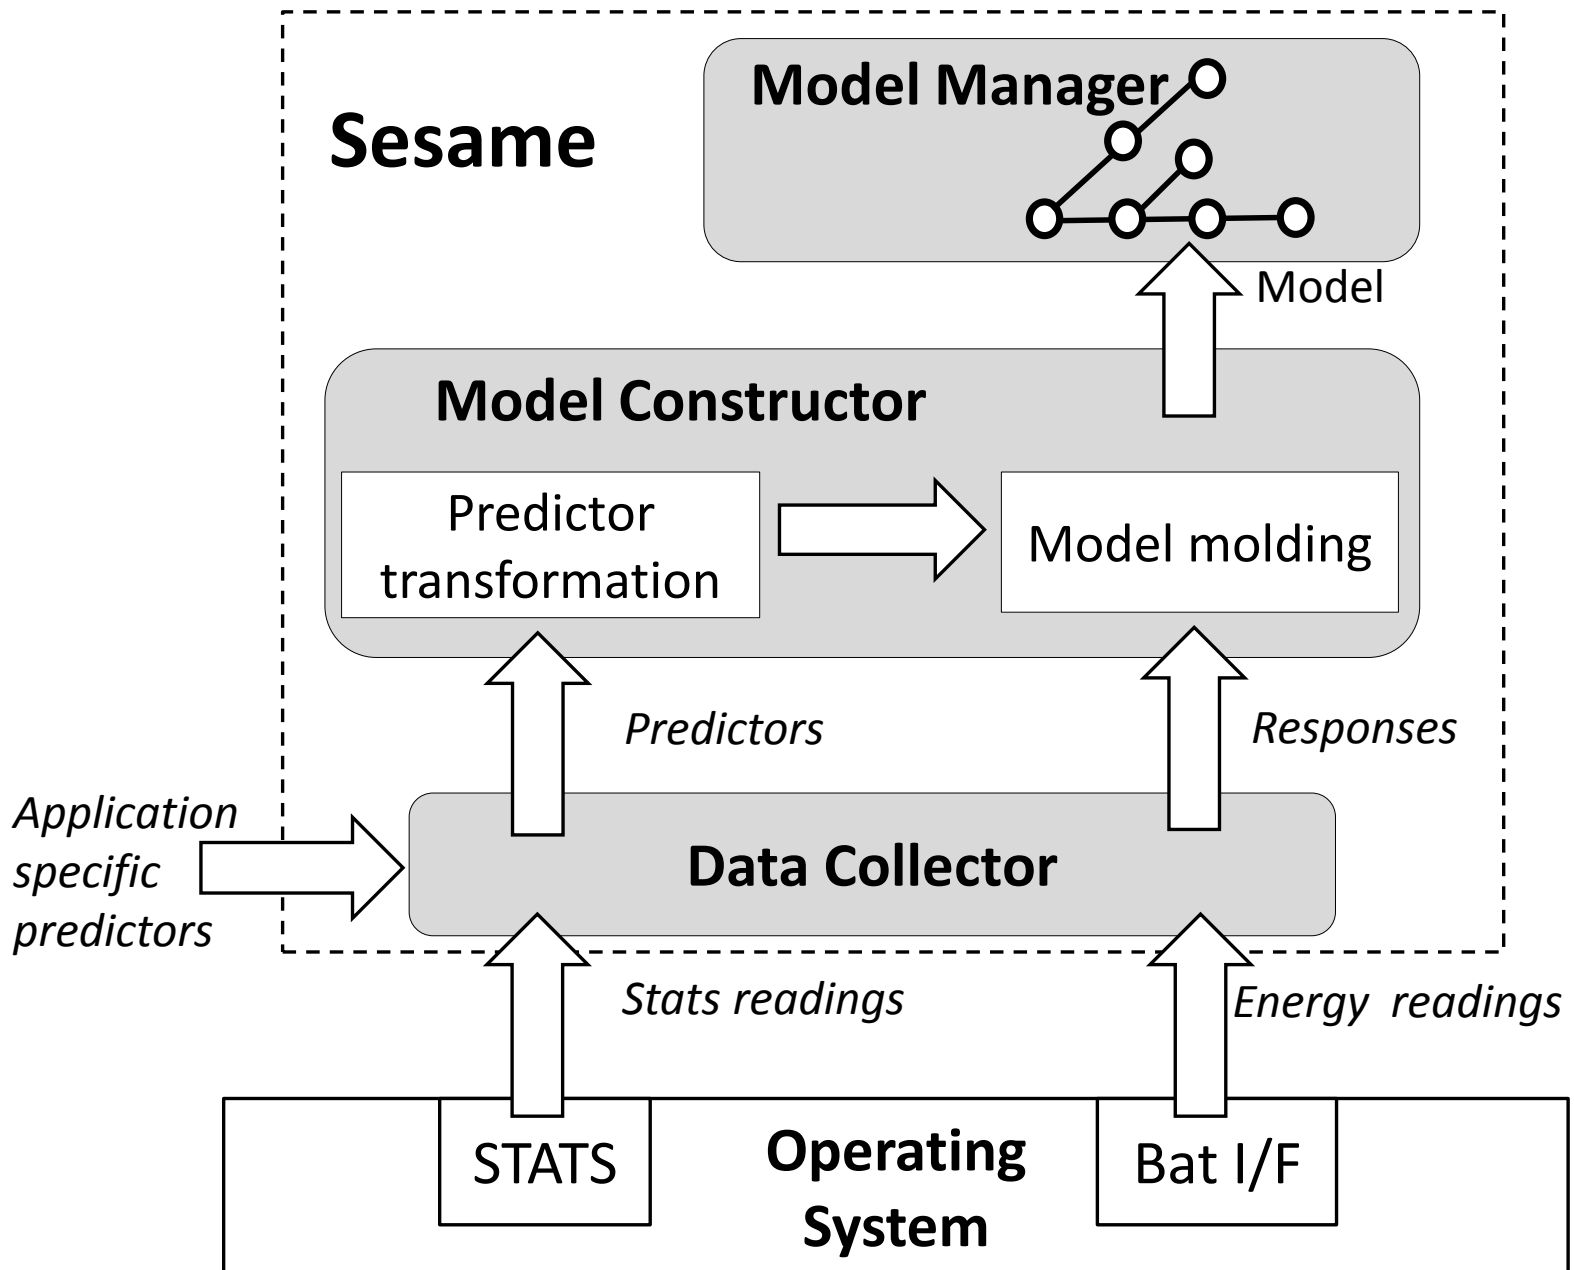 Model Manager
Sesame
Model
Model Constructor
Predictor
transformation
Model molding
Predictors
Responses
Application
specific
predictors
Data Collector
Stats readings
Energy readings
STATS
Operating
System
Bat I/F